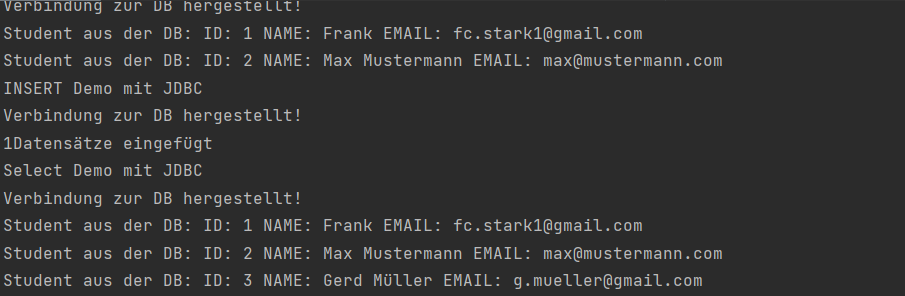 Verbindung zur DB hergestellt!
Student aus der DB: ID: 1 NAME: Frank EMAIL: fc.stark1@gmail.com
Student aus der DB: ID: 2 NAME: Max Mustermann EMAIL: max@mustermann.com
INSERT Demo mit JDBC
Verbindung zur DB hergestellt!
1Datensätze eingefügt
Select Demo mit JDBC
Verbindung zur DB hergestellt!
Student aus der DB: ID: 1 NAME: Frank EMAIL: fc.stark1@gmail.com
Student aus der DB: ID: 2 NAME: Max Mustermann EMAIL: max@mustermann.com
Student aus der DB: ID: 3 NAME: Gerd Müller EMAIL: g.mueller@gmail.com